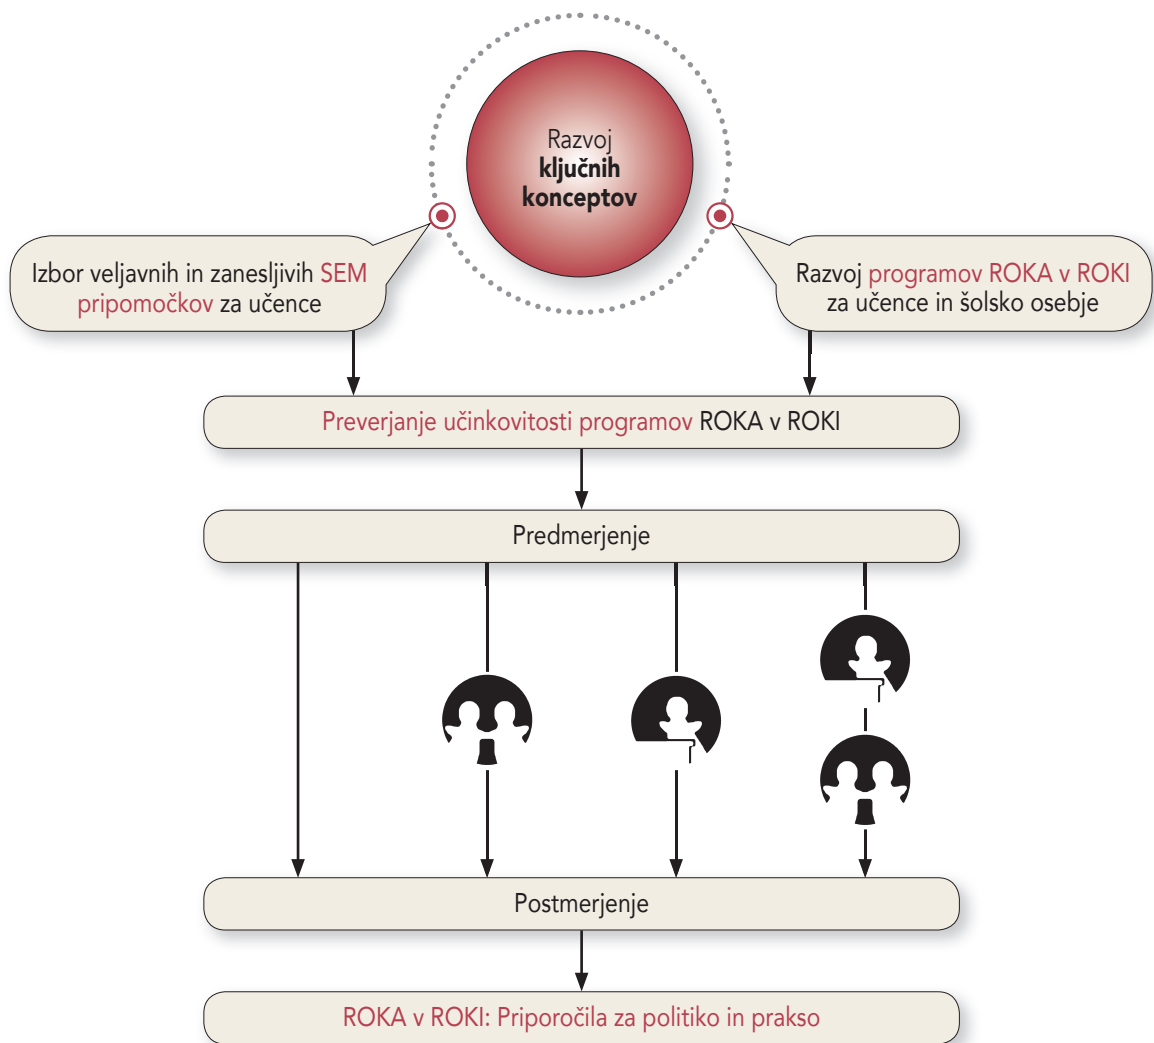 Razvoj
ključnih
konceptov
Izbor veljavnih in zanesljivih SEM
pripomočkov za učence
Razvoj programov ROKA v ROKI
za učence in šolsko osebje
Preverjanje učinkovitosti programov ROKA v ROKI
Predmerjenje
Postmerjenje
ROKA v ROKI: Priporočila za politiko in prakso